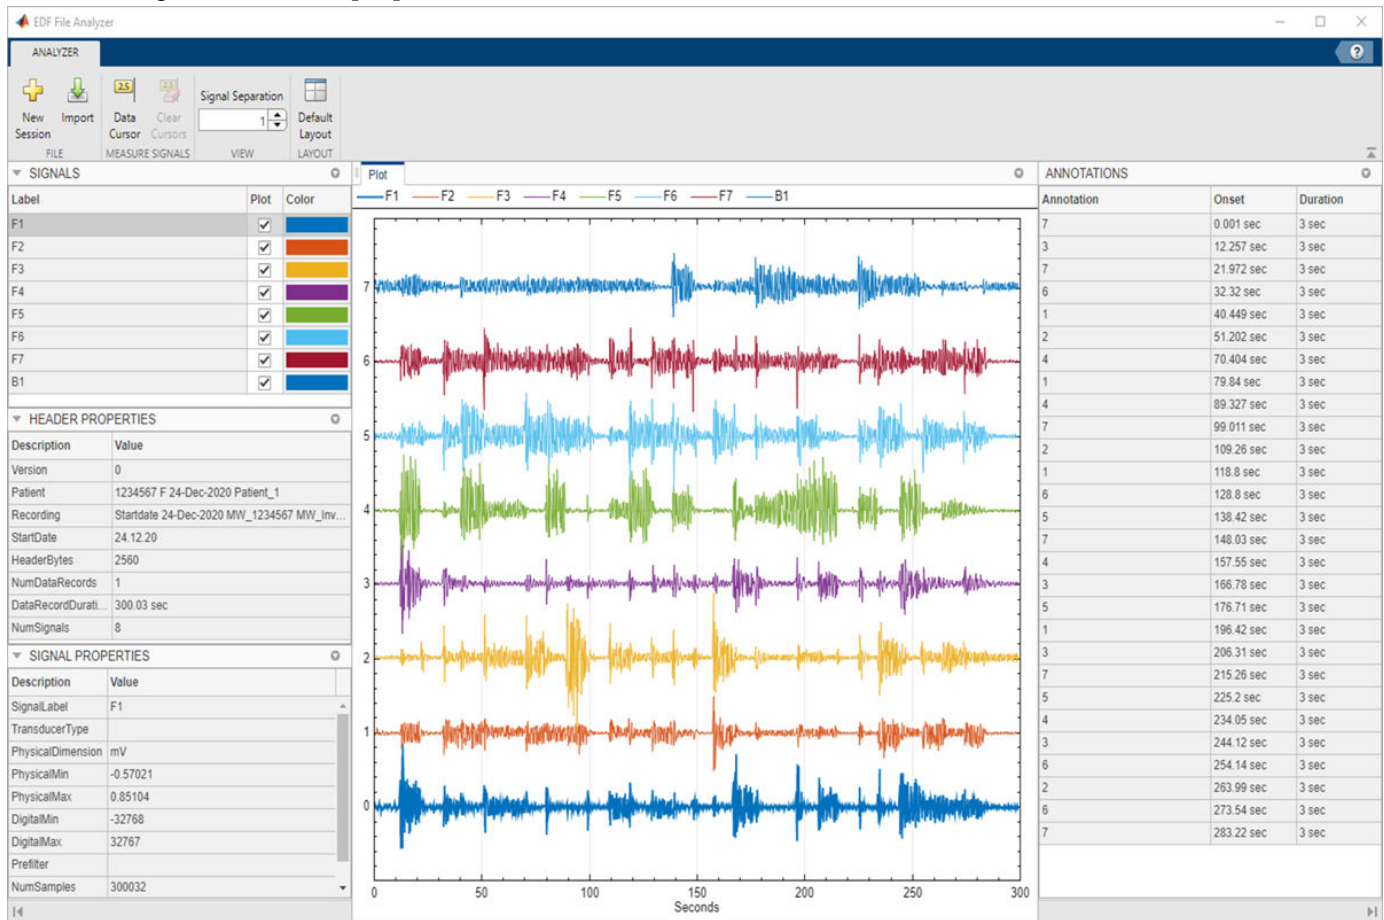 EDF File Analyzer
ANALYZER
?
2.5
2.5
Signal Separation
1
New Session
Import
Data Cursor
Clear Cursors
Default Layout
FILE
MEASURE SIGNALS
VIEW
LAYOUT
SIGNALS
Label Plot Color
F1
F2
F3
F4
F5
F6
F7
B1
HEADER PROPERTIES
Description Value
Version 0
Patient 1234567 F 24-Dec-2020 Patient_1
Recording Startdate 24-Dec-2020 MW_1234567 MW_Inv...
StartDate 24.12.20
HeaderBytes 2560
NumDataRecords 1
DataRecordDurati... 300.03 sec
NumSignals 8
SIGNAL PROPERTIES
Description Value
SignalLabel F1
TransducerType
PhysicalDimension mV
PhysicalMin -0.57021
PhysicalMax 0.85104
DigitalMin -32768
DigitalMax 32767
Prefilter
NumSamples 300032
Plot
F1 F2 F3 F4 F5 F6 F7 B1
7
6
5
4
3
2
1
0
0 50 100 150 200 250 300
Seconds
ANNOTATIONS
Annotation Onset Duration
7 0.001 sec 3 sec
3 12.257 sec 3 sec
7 21.972 sec 3 sec
6 32.32 sec 3 sec
1 40.449 sec 3 sec
2 51.202 sec 3 sec
4 70.404 sec 3 sec
1 79.84 sec 3 sec
4 89.327 sec 3 sec
7 99.011 sec 3 sec
2 109.26 sec 3 sec
1 118.8 sec 3 sec
6 128.8 sec 3 sec
5 138.42 sec 3 sec
7 148.03 sec 3 sec
4 157.55 sec 3 sec
3 166.78 sec 3 sec
5 176.71 sec 3 sec
1 196.42 sec 3 sec
3 206.31 sec 3 sec
7 215.26 sec 3 sec
5 225.2 sec 3 sec
4 234.05 sec 3 sec
3 244.12 sec 3 sec
6 254.14 sec 3 sec
2 263.99 sec 3 sec
6 273.54 sec 3 sec
7 283.22 sec 3 sec